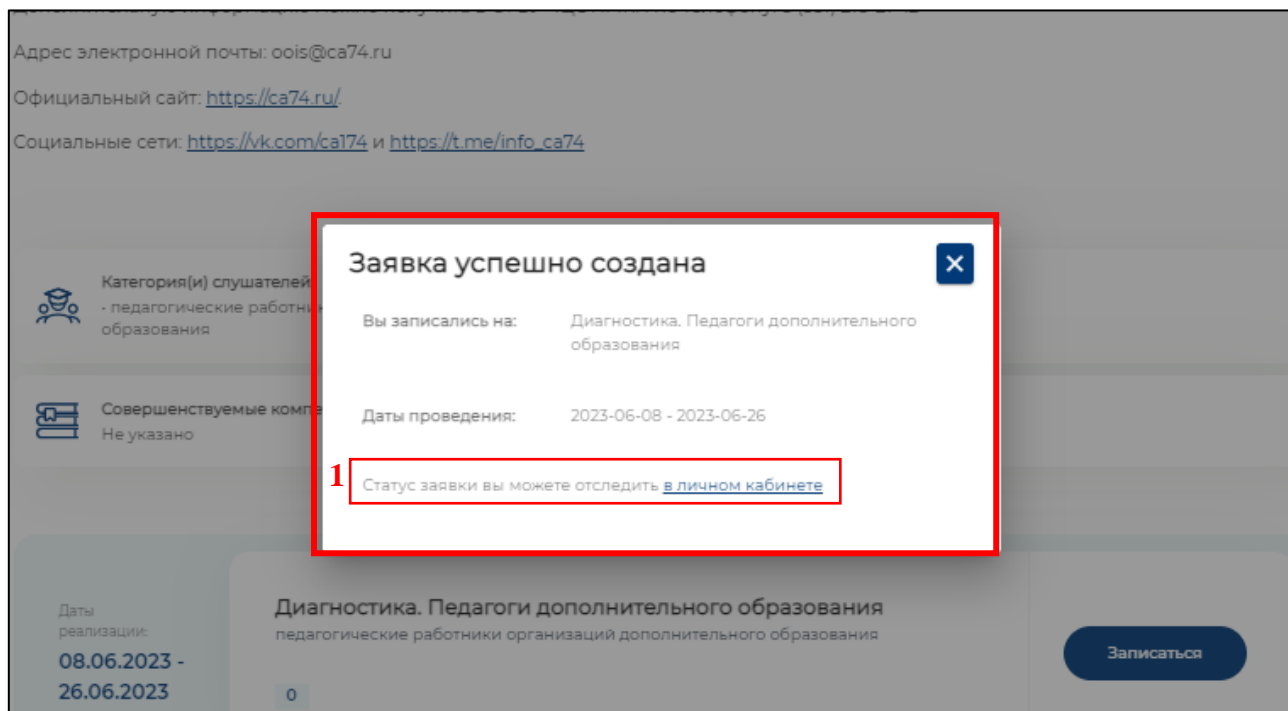 Адрес электронной почты: oois@ca74.ru
Официальный сайт: https://ca74.ru/.
Социальные сети: https://vk.com/ca174 и https://t.me/info_ca74
Заявка успешно создана
Вы записались на: Диагностика. Педагоги дополнительного
образования
Даты проведения: 2023-06-08 - 2023-06-26
1 Статус заявки вы можете отследить в личном кабинете
Категория(и) слушателей
- педагогические
образования
Совершенствуемые
Не указано
Даты
реализации:
08.06.2023 -
26.06.2023
Диагностика. Педагоги дополнительного образования
педагогические работники организаций дополнительного образования
0
Записаться